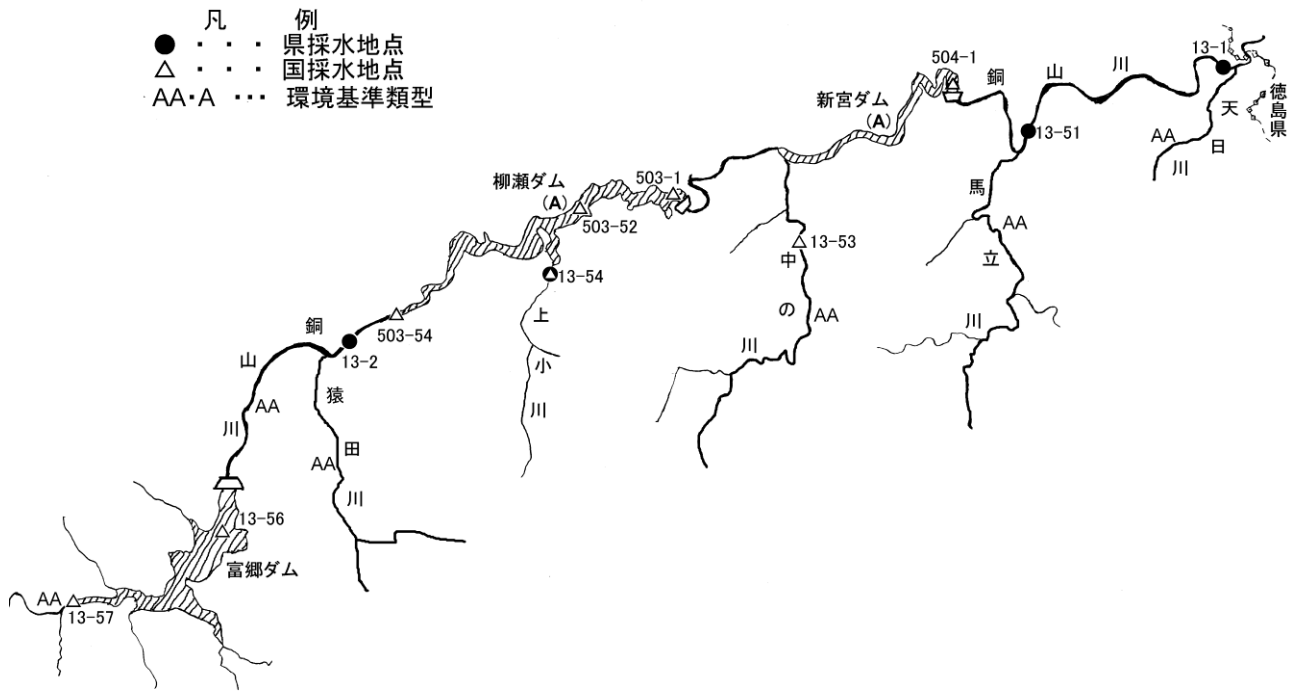 凡 例
● ・ ・ ・ 県採水地点
△ ・ ・ ・ 国採水地点
AA・A ・・・ 環境基準類型
13-1
徳島県
天日川
AA
504-1
銅山川
新宮ダム
(A)
13-51
馬立川
AA
503-1
柳瀬ダム
(A)
503-52
13-53
中の川
AA
13-54
上小川
503-54
13-2
銅山川
AA
猿田川
AA
13-56
富郷ダム
AA
13-57